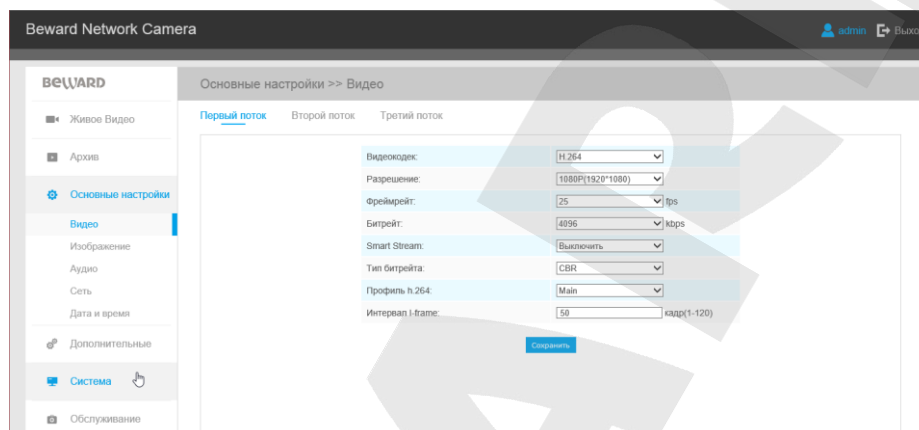 Beward Network Camera
admin
BEWARD
Основные настройки >> Видео
Живое Видео
Первый поток Второй поток Третий поток
Архив
Видеокодек: H.264
Разрешение: 1080P(1920*1080)
Основные настройки
Фреймрейт: 25 fps
Видео
Битрейт: 4096 kbps
Изображение
Smart Stream: Выключить
Аудио
Тип битрейта: CBR
Сеть
Профиль h.264: Main
Дата и время
Интервал I-frame: 50 кадр(1-120)
Дополнительные
Сохранить
Система
Обслуживание